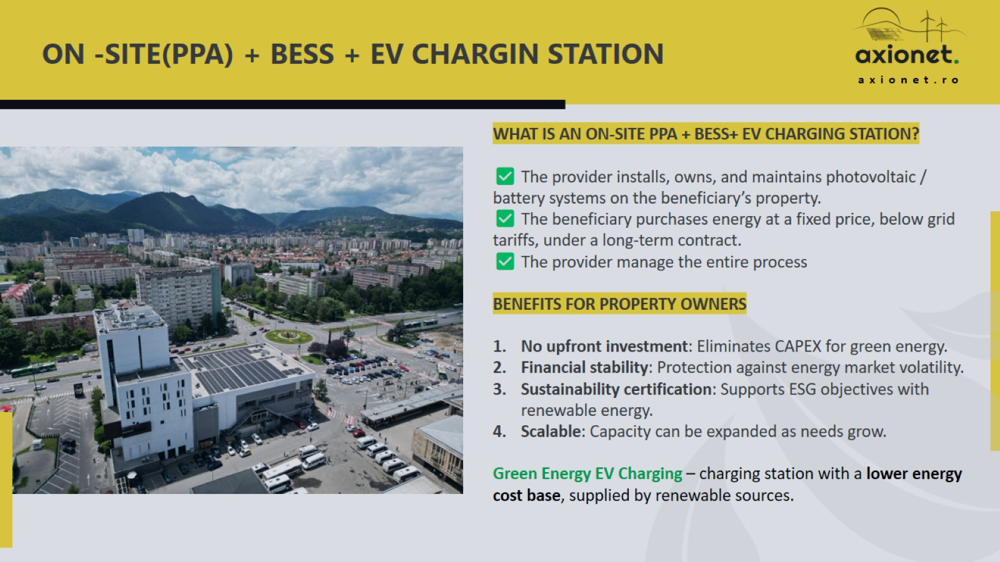 ON -SITE(PPA) + BESS + EV CHARGIN STATION
axionet.
axionet.ro
WHAT IS AN ON-SITE PPA + BESS+ EV CHARGING STATION?
✅ The provider installs, owns, and maintains photovoltaic /
battery systems on the beneficiary’s property.
✅ The beneficiary purchases energy at a fixed price, below grid
tariffs, under a long-term contract.
✅ The provider manage the entire process
BENEFITS FOR PROPERTY OWNERS
1. No upfront investment: Eliminates CAPEX for green energy.
2. Financial stability: Protection against energy market volatility.
3. Sustainability certification: Supports ESG objectives with
renewable energy.
4. Scalable: Capacity can be expanded as needs grow.
Green Energy EV Charging – charging station with a lower energy
cost base, supplied by renewable sources.